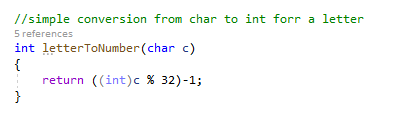 //simple conversion from char to int forr a letter
5 references
int letterToNumber(char c)
{
    return ((int)c % 32)-1;
}